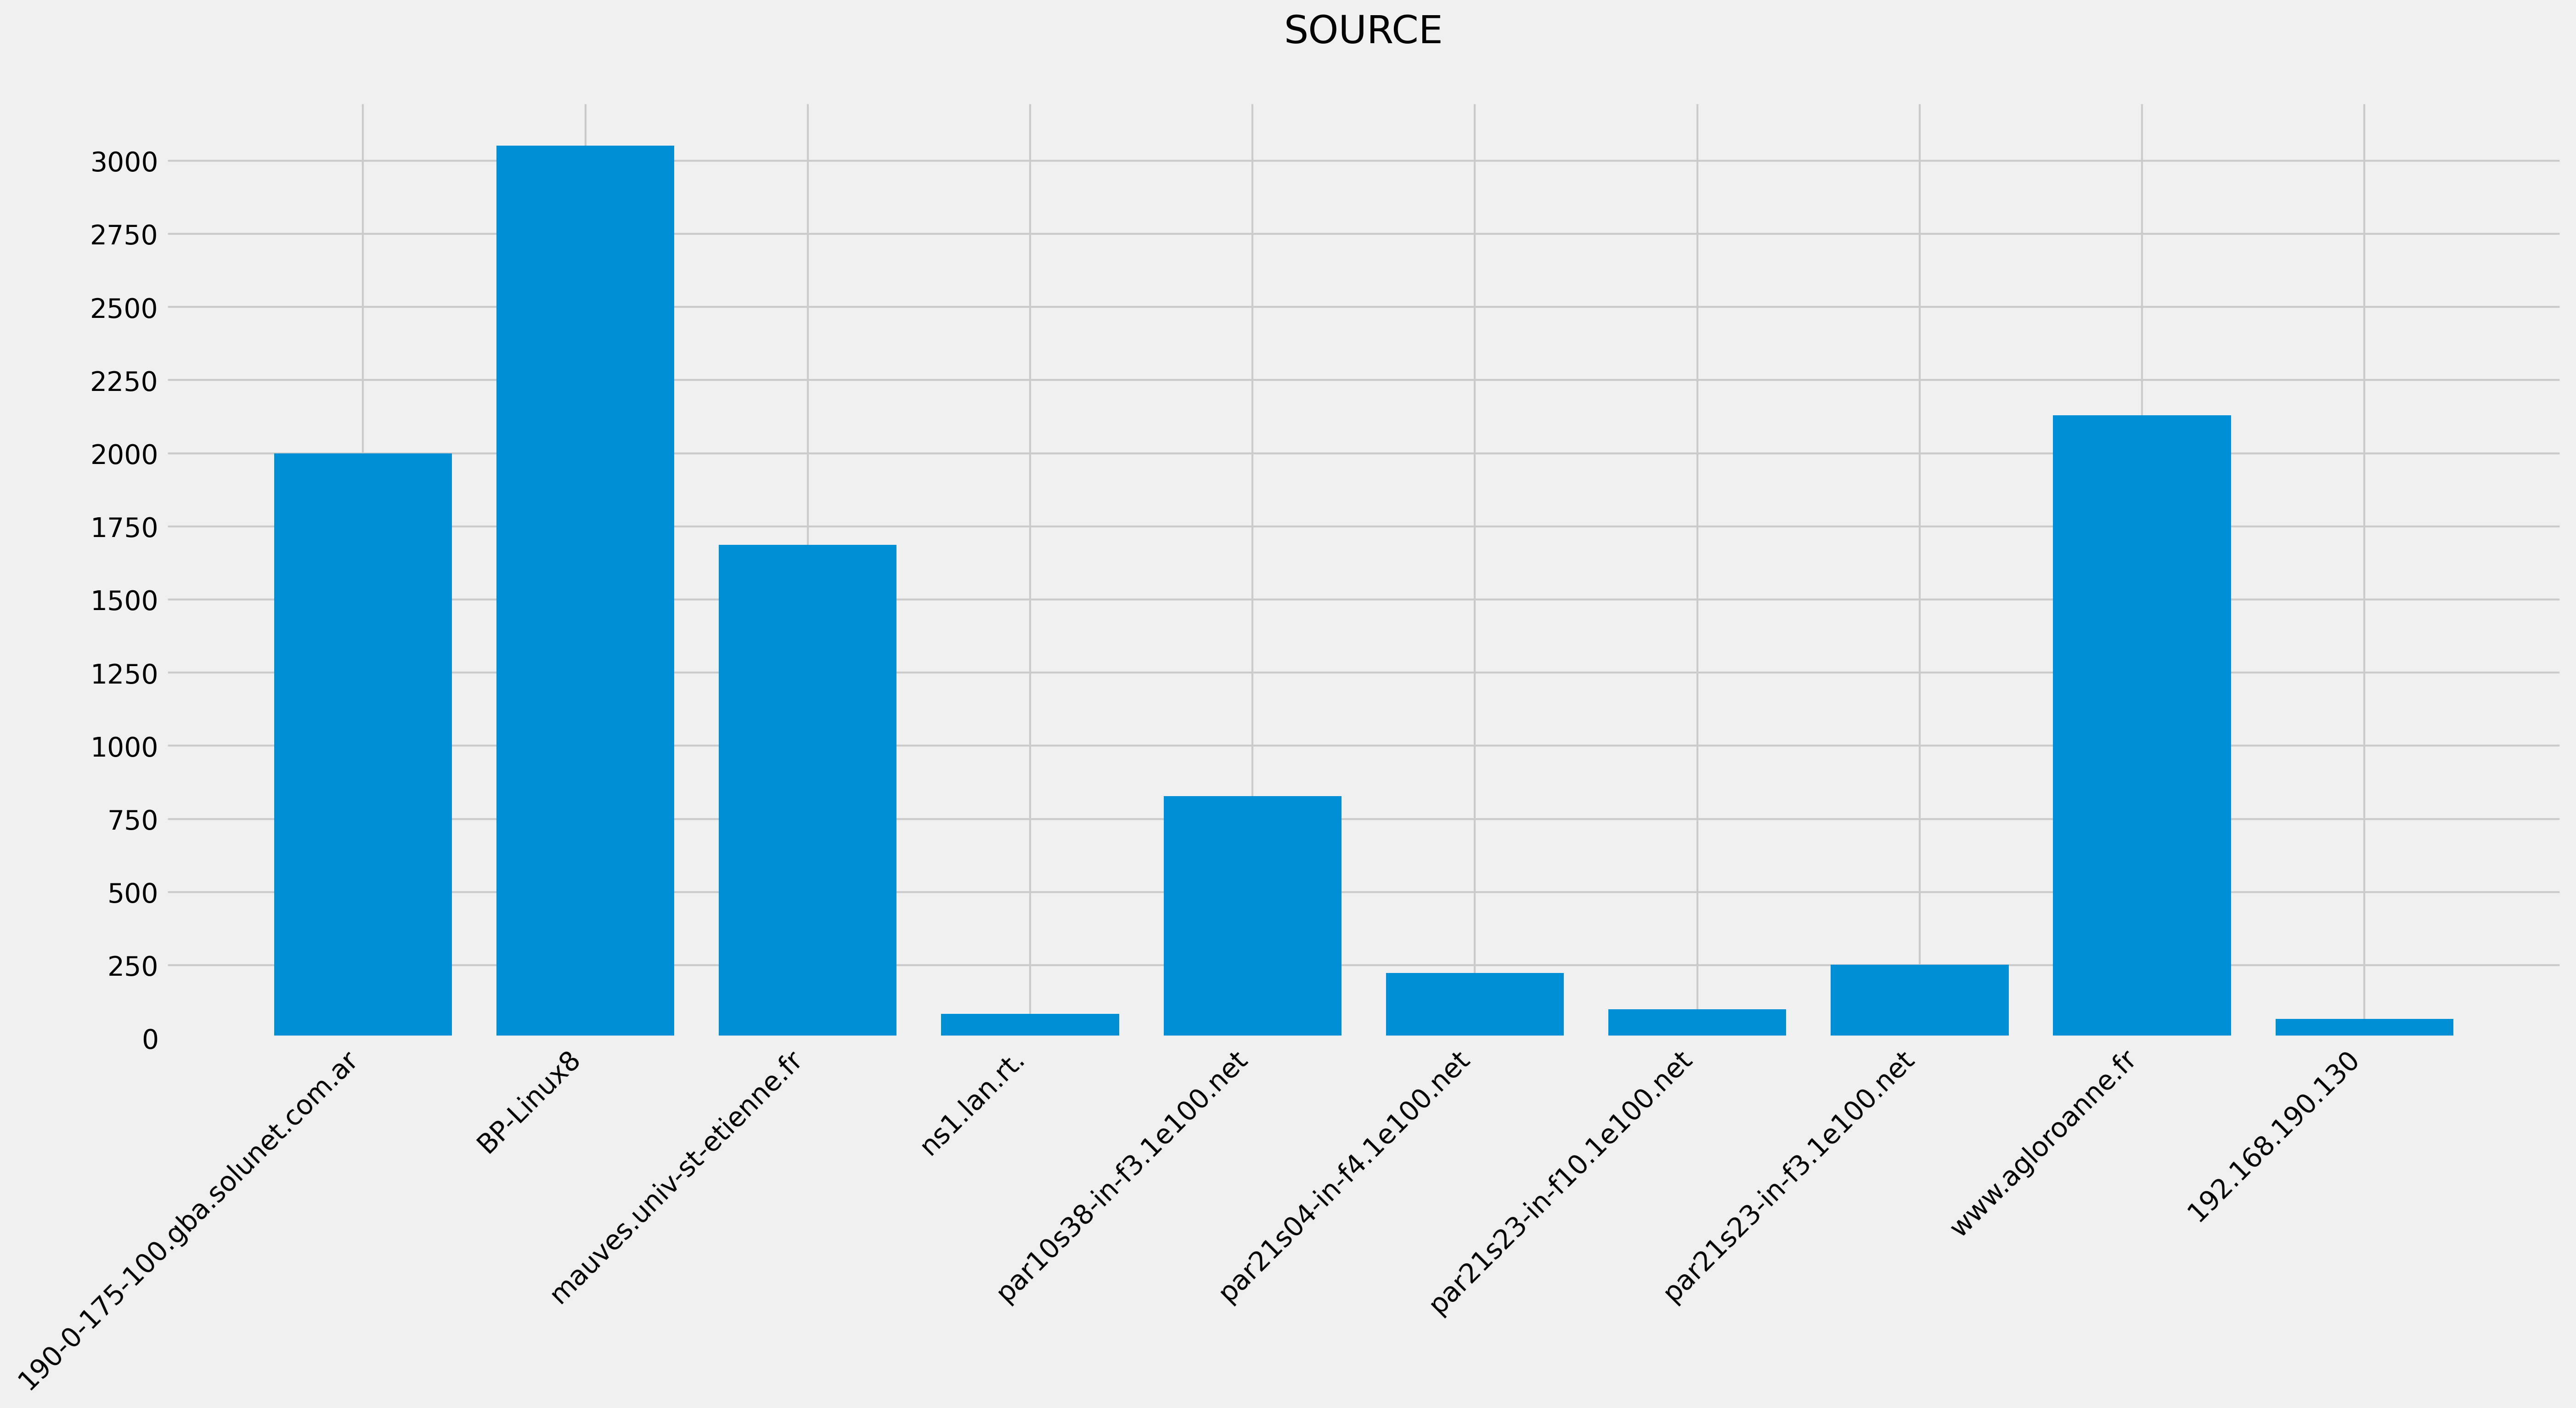 SOURCE
3000
2750
2500
2250
2000
1750
1500
1250
1000
750
500
250
0
190-0-175-100.gba.solunet.com.ar
BP-Linux8
mauves.univ-st-etienne.fr
ns1.lan.rt.
par10s38-in-f3.1e100.net
par21s04-in-f4.1e100.net
par21s23-in-f10.1e100.net
par21s23-in-f3.1e100.net
www.agloroanne.fr
192.168.190.130